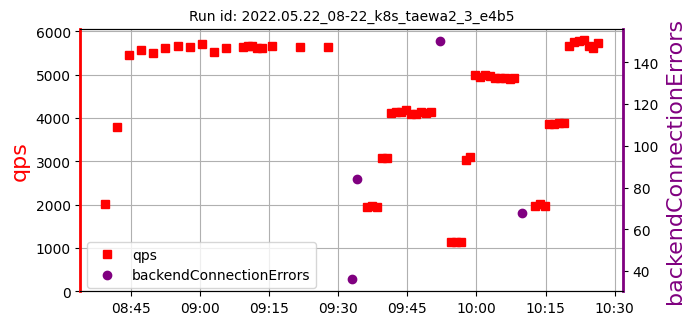 Run id: 2022.05.22_08-22_k8s_taewa2_3_e4b5
6000
5000
4000
3000
2000
1000
0
qps
140
120
100
80
60
40
backendConnectionErrors
qps
backendConnectionErrors
08:45 09:00 09:15 09:30 09:45 10:00 10:15 10:30